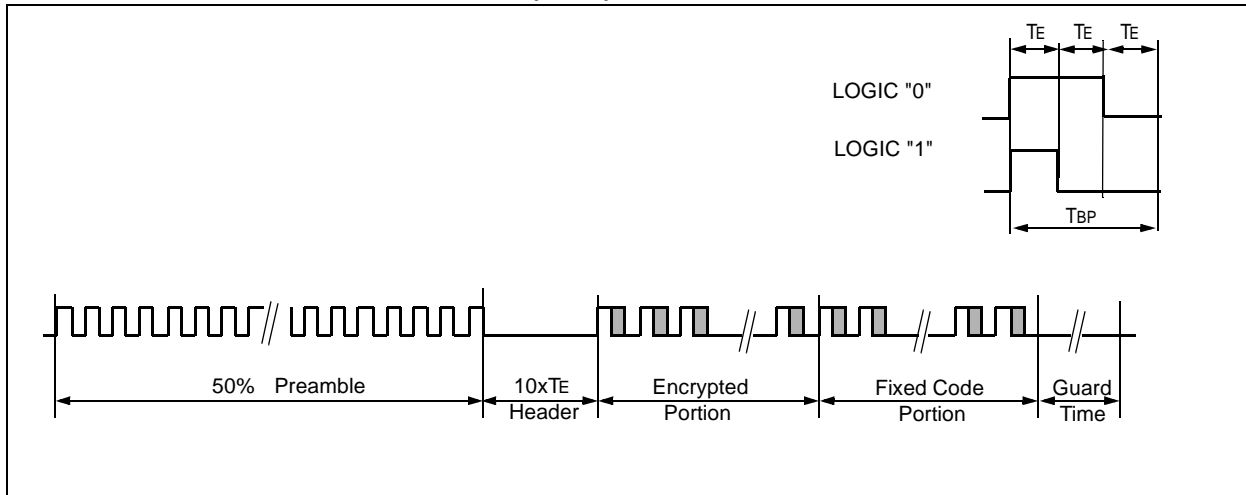 TE TE TE
LOGIC "0"
LOGIC "1"
TBP
50% Preamble
10xTE
Header
Encrypted
Portion
Fixed Code
Portion
Guard
Time